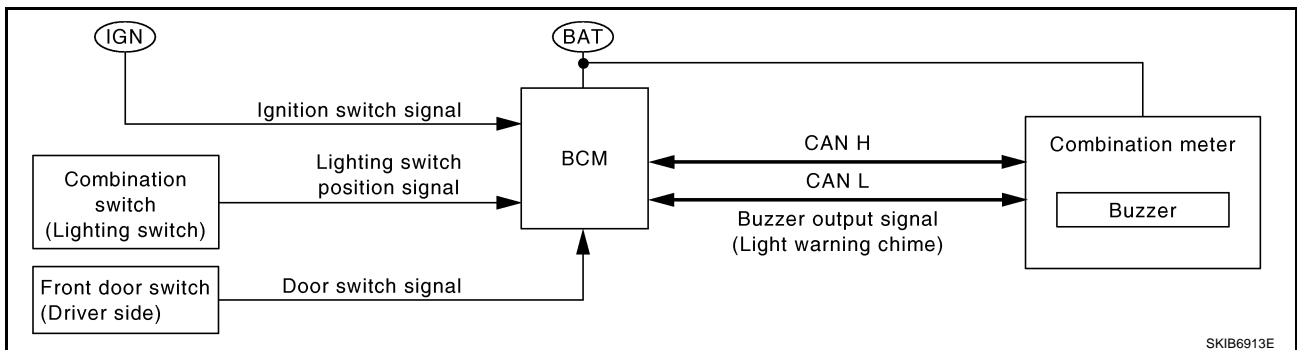 IGN
BAT
Ignition switch signal
Combination
switch
(Lighting switch)
Lighting switch
position signal
BCM
CAN H
CAN L
Buzzer output signal
(Light warning chime)
Combination meter
Buzzer
Front door switch
(Driver side)
Door switch signal
SKIB6913E